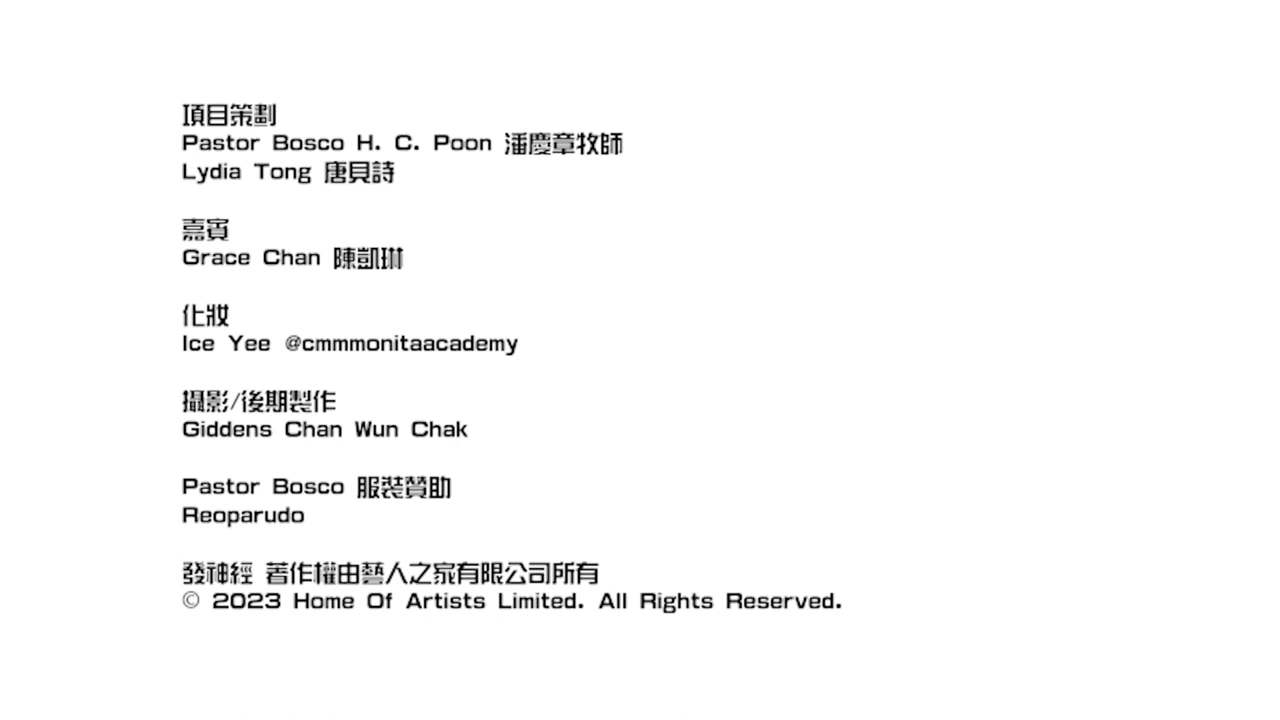 項目策劃
Pastor Bosco H. C. Poon 潘慶章牧師
Lydia Tong 唐貝詩
嘉賓
Grace Chan 陳凱琳
化妝
Ice Yee @cmmmonitaacademy
攝影/後期製作
Giddens Chan Wun Chak
Pastor Bosco 服裝贊助
Reoparudo
發神經 著作權由藝人之家有限公司所有
© 2023 Home Of Artists Limited. All Rights Reserved.